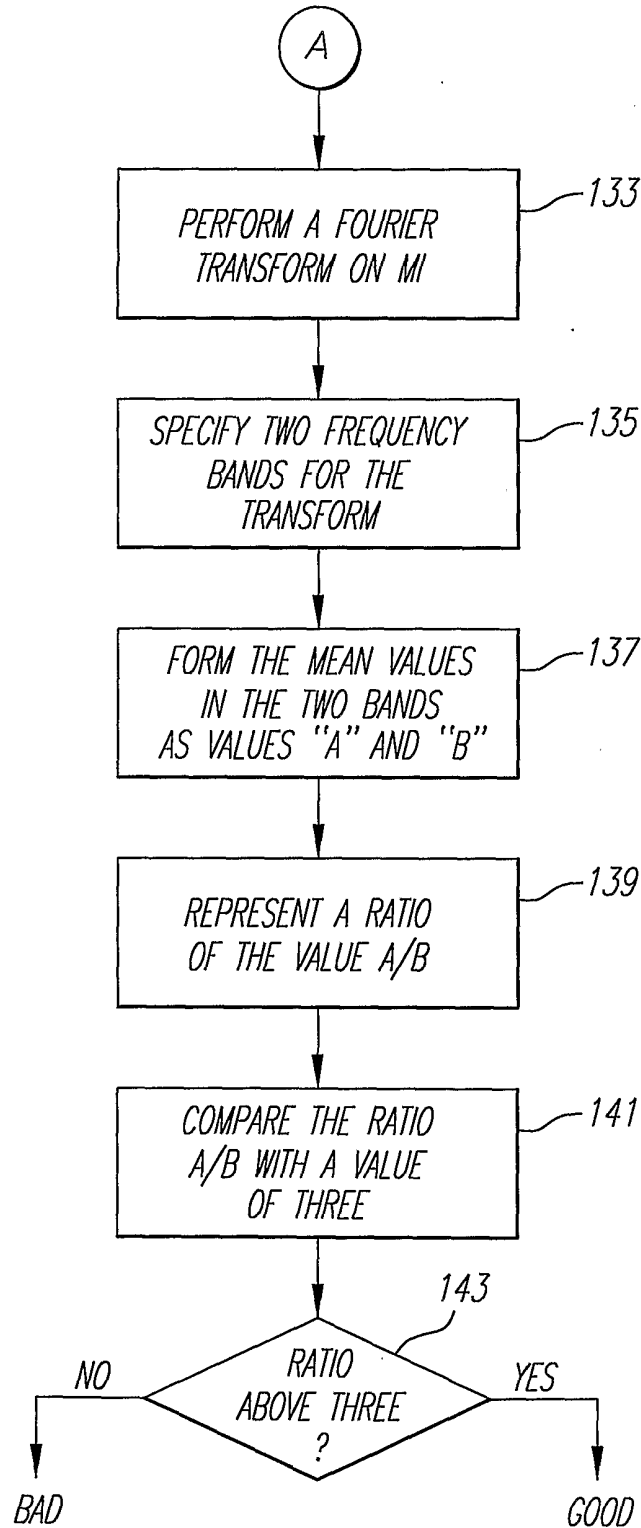 A
133
PERFORM A FOURIER
TRANSFORM ON MI
135
SPECIFY TWO FREQUENCY
BANDS FOR THE
TRANSFORM
137
FORM THE MEAN VALUES
IN THE TWO BANDS
AS VALUES "A" AND "B"
139
REPRESENT A RATIO
OF THE VALUE A/B
141
COMPARE THE RATIO
A/B WITH A VALUE
OF THREE
143
RATIO
ABOVE THREE
?
NO
YES
BAD
GOOD